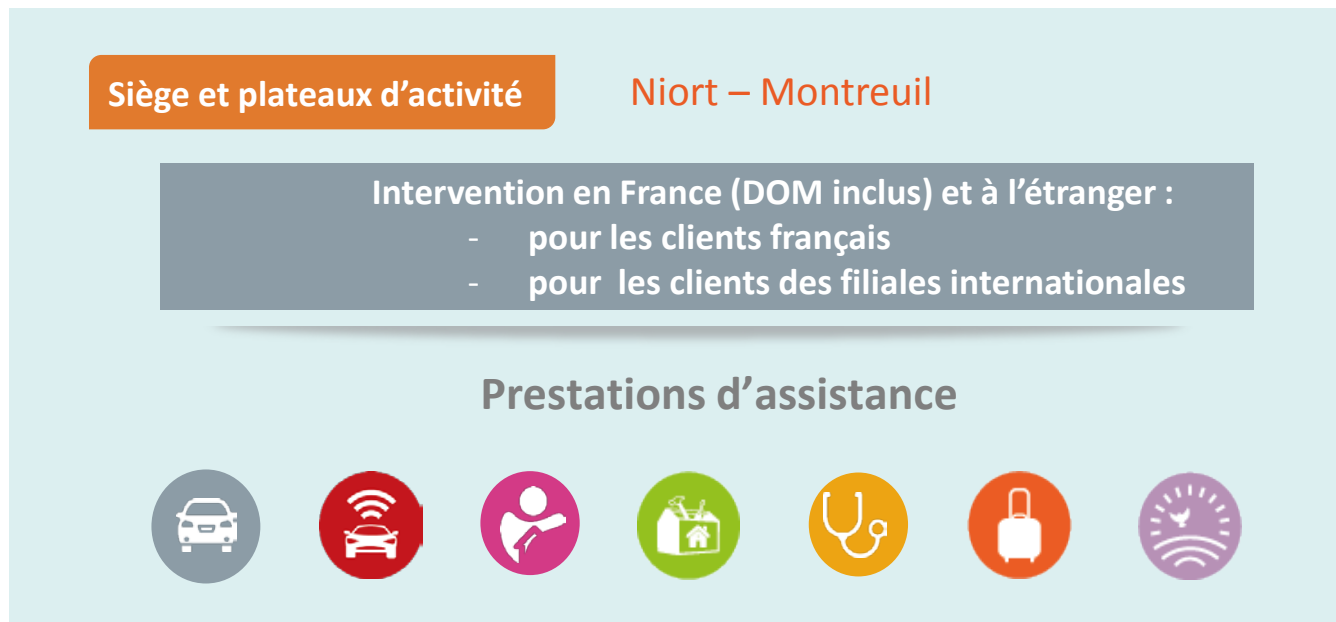 Siège et plateaux d’activité
Niort – Montreuil
Intervention en France (DOM inclus) et à l’étranger :
- pour les clients français
- pour les clients des filiales internationales
Prestations d’assistance